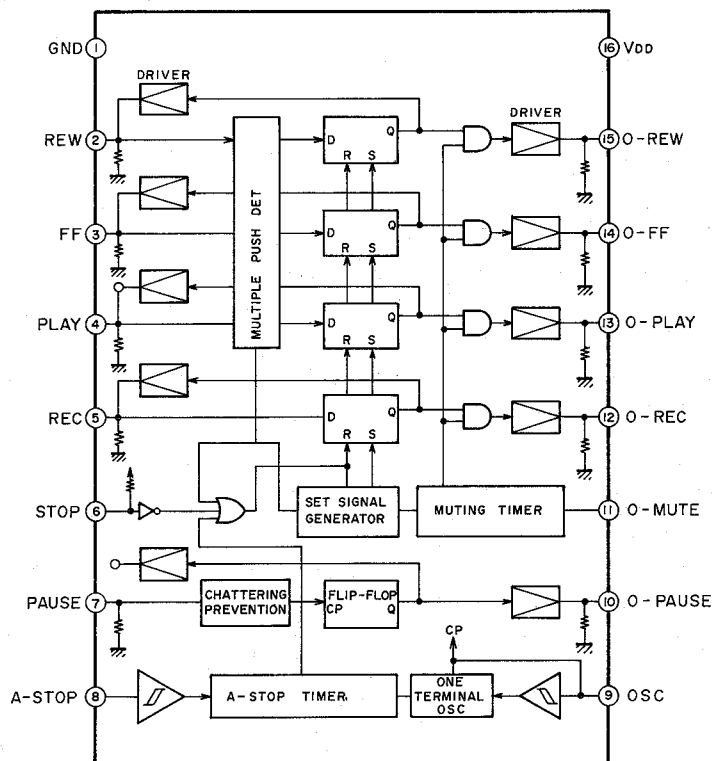 GND 1
16 VDD
DRIVER
DRIVER
REW 2
D Q
R S
15 O-REW
MULTIPLE PUSH DET
FF 3
D Q
R S
14 O-FF
PLAY 4
D Q
R S
13 O-PLAY
REC 5
D Q
R S
12 O-REC
STOP 6
SET SIGNAL
GENERATOR
MUTING TIMER
11 O-MUTE
PAUSE 7
CHATTERING
PREVENTION
FLIP-FLOP
CP Q
10 O-PAUSE
CP
A-STOP 8
A-STOP TIMER
ONE
TERMINAL
OSC
9 OSC